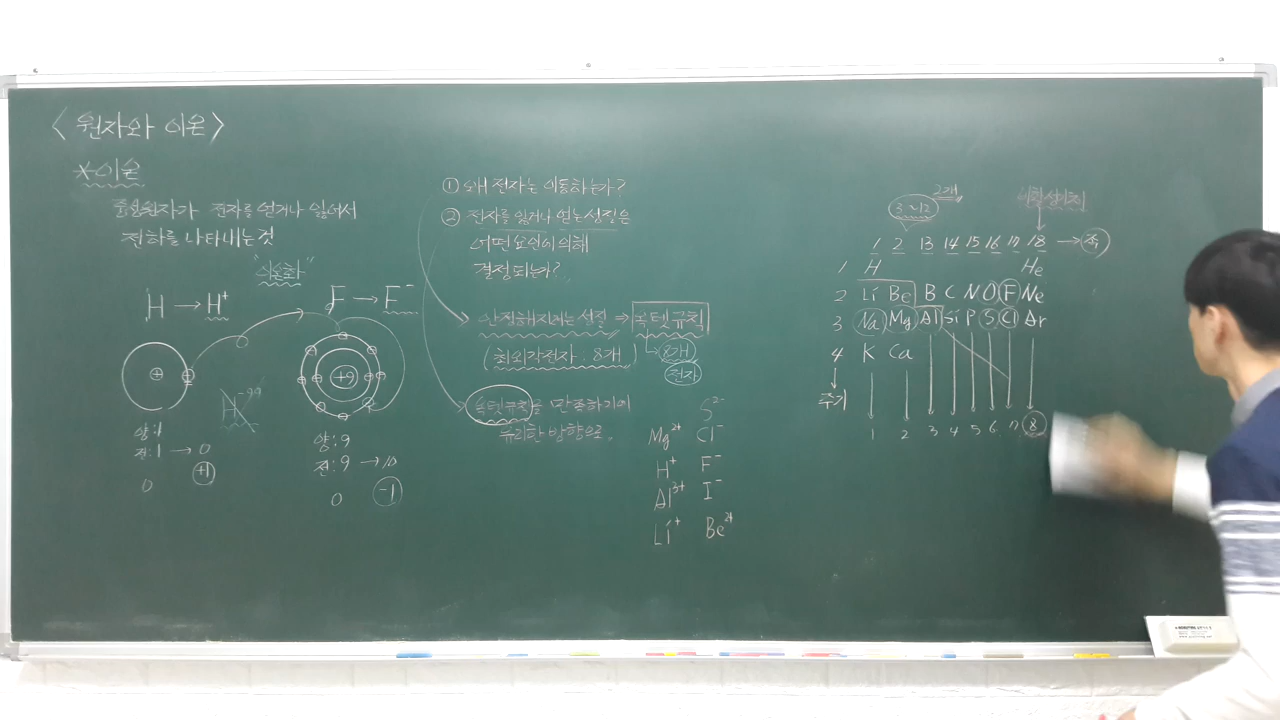 <원자와 이온>
*이온
중성원자가 전자를 얻거나 잃어서
전하를 나타내는것
"이온화"
H → H⁺
F → F⁻
+
+9
H⁻⁹⁹
양:1
전:1 → 0
0 +1
양:9
전:9 → 10
0 -1
① 왜 전자는 이동하는가?
② 전자를 잃거나 얻는성질은
어떤요인에의해
결정되는가?
안정해지려는 성질 → 옥텟규칙
(최외각전자 : 8개)
8개
전자
옥텟규칙을 만족하기에
유리한 방향으로.
S²⁻
Mg²⁺ Cl⁻
H⁺ F⁻
Al³⁺ I⁻
Li⁺ Be²⁺
2개
3~12
1 2 13 14 15 16 17 18 → 족
1 H He
2 Li Be B C N O F Ne
3 Na Mg Al Si P S Cl Ar
4 K Ca
주기
1 2 3 4 5 6 7 8